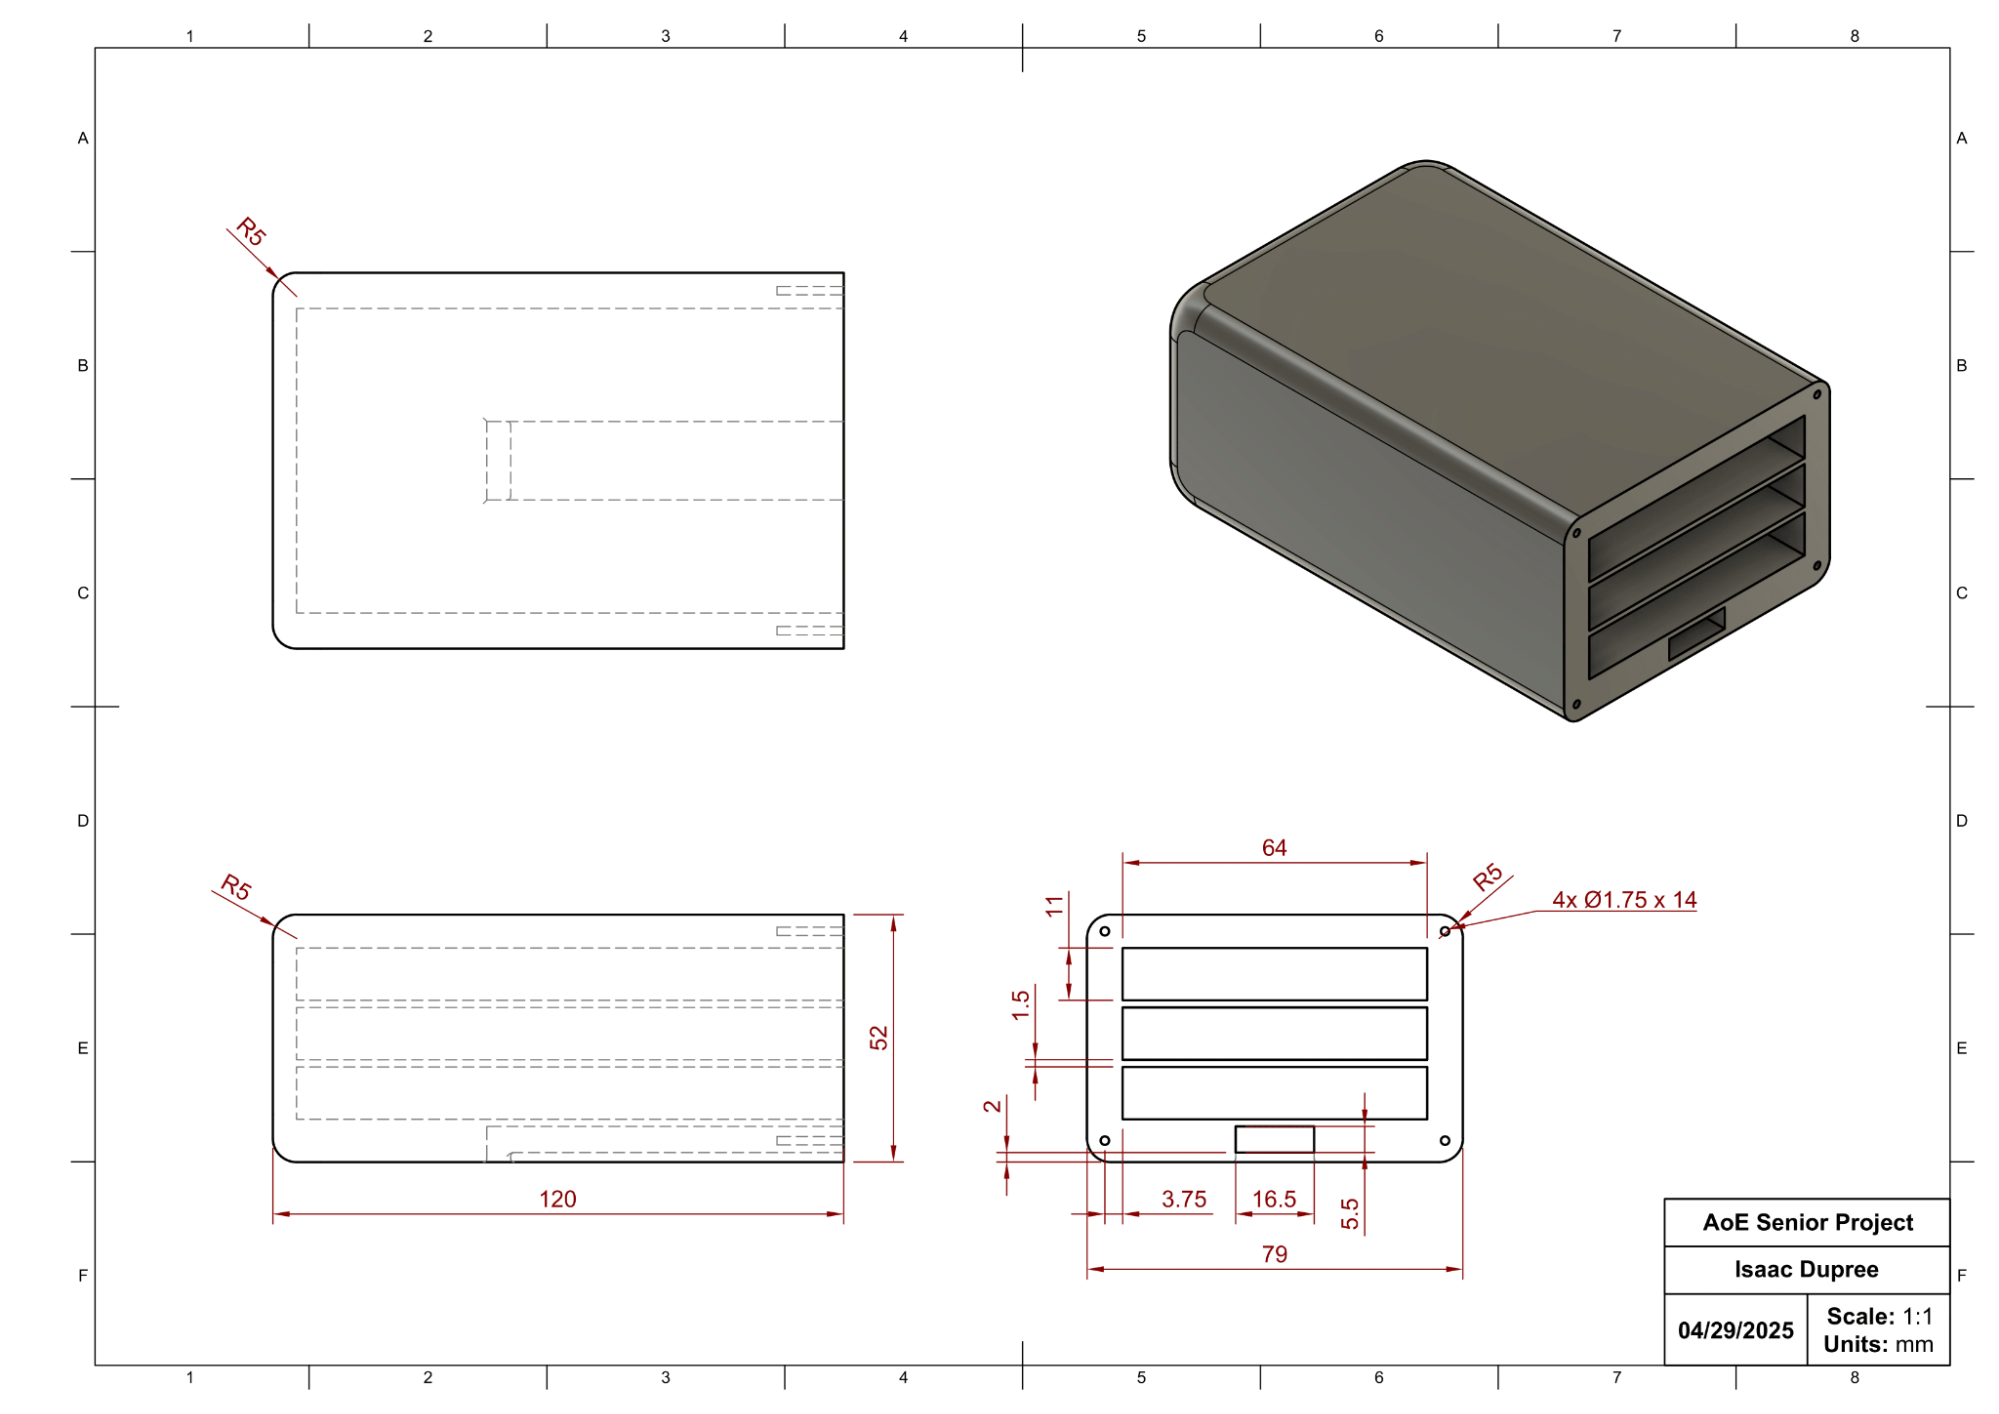 1 2 3 4 5 6 7 8
A A
R5
B B
C C
D D
R5
64
R5
11
4x Ø1.75 x 14
1.5
52
E E
2
120
3.75
16.5
5.5
79
AoE Senior Project
Isaac Dupree
F F
04/29/2025
Scale: 1:1
Units: mm
1 2 3 4 5 6 7 8